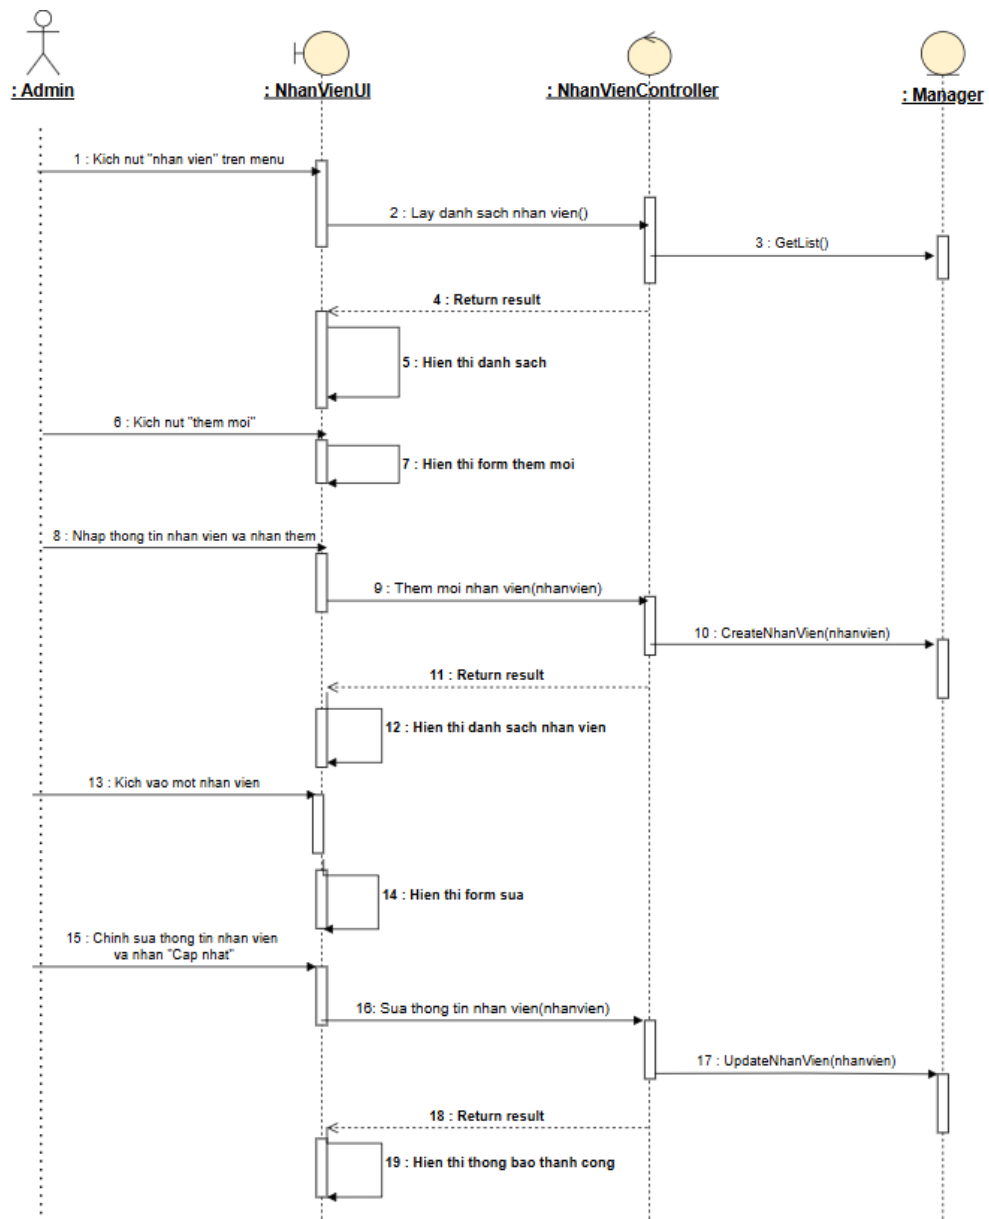 : Admin
: NhanVienUI
: NhanVienController
: Manager
1 : Kich nut "nhan vien" tren menu
2 : Lay danh sach nhan vien()
3 : GetList()
4 : Return result
5 : Hien thi danh sach
6 : Kich nut "them moi"
7 : Hien thi form them moi
8 : Nhap thong tin nhan vien va nhan them
9 : Them moi nhan vien(nhanvien)
10 : CreateNhanVien(nhanvien)
11 : Return result
12 : Hien thi danh sach nhan vien
13 : Kich vao mot nhan vien
14 : Hien thi form sua
15 : Chinh sua thong tin nhan vien
va nhan "Cap nhat"
16: Sua thong tin nhan vien(nhanvien)
17 : UpdateNhanVien(nhanvien)
18 : Return result
19 : Hien thi thong bao thanh cong